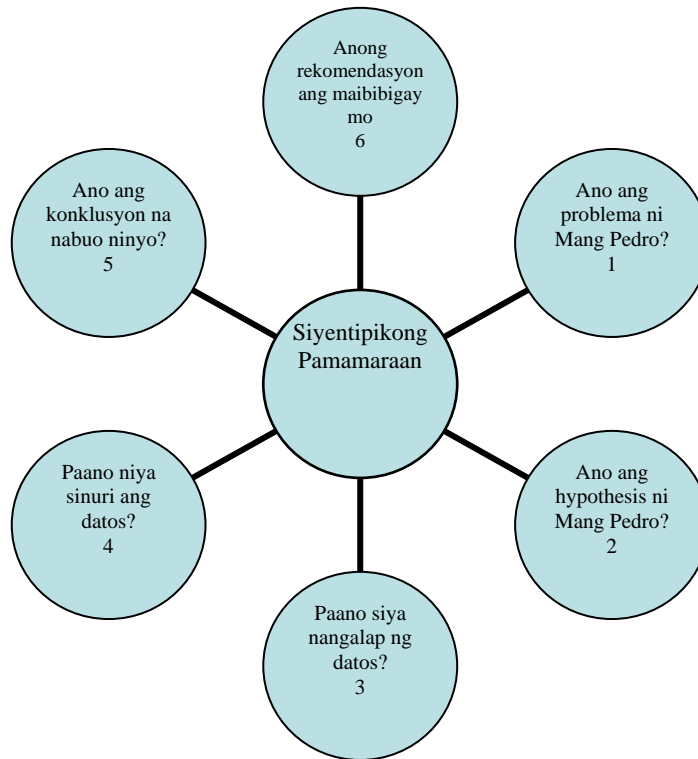 Anong
rekomendasyon
ang maibibigay
mo
6
Ano ang
konklusyon na
nabuo ninyo?
5
Ano ang
problema ni
Mang Pedro?
1
Siyentipikong
Pamamaraan
Paano niya
sinuri ang
datos?
4
Ano ang
hypothesis ni
Mang Pedro?
2
Paano siya
nangalap ng
datos?
3